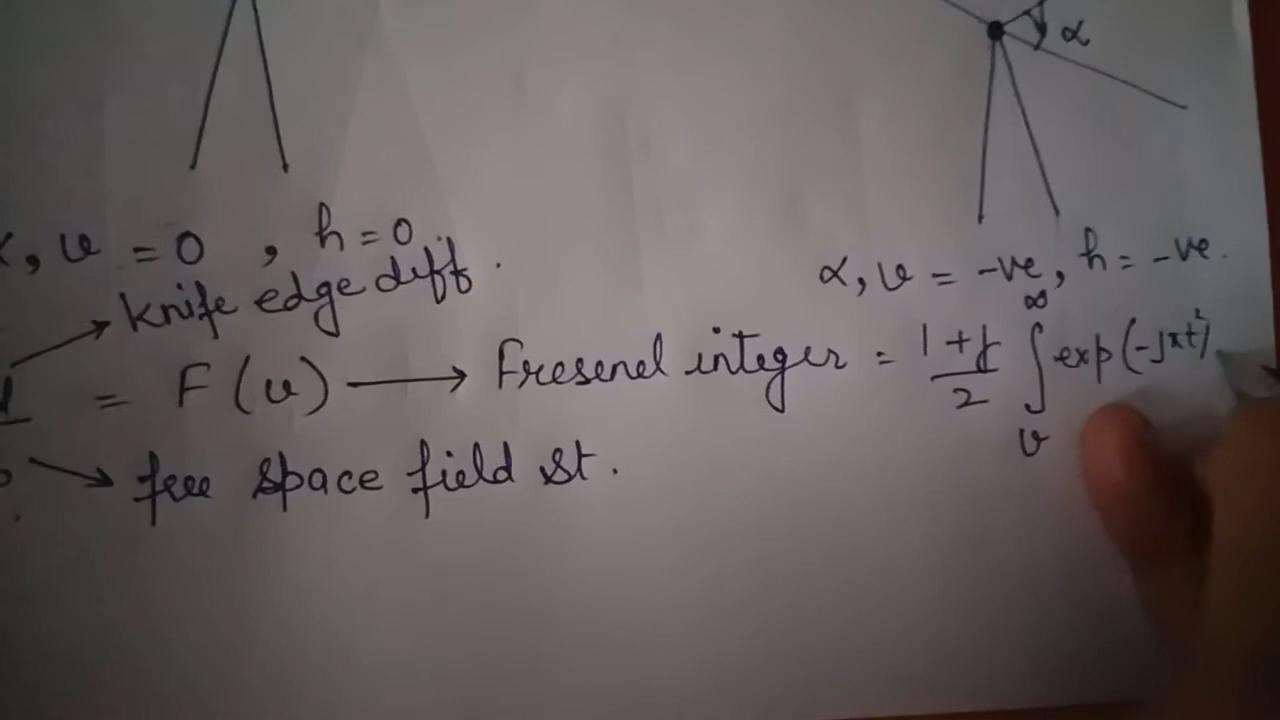 α
, υ = 0 , h = 0
α, υ = -ve, h = -ve.
knife edge diff.
= F(υ) → Fresenel integer = 1+j/2 ∫υ∞ exp(-jπt²)
free space field st.